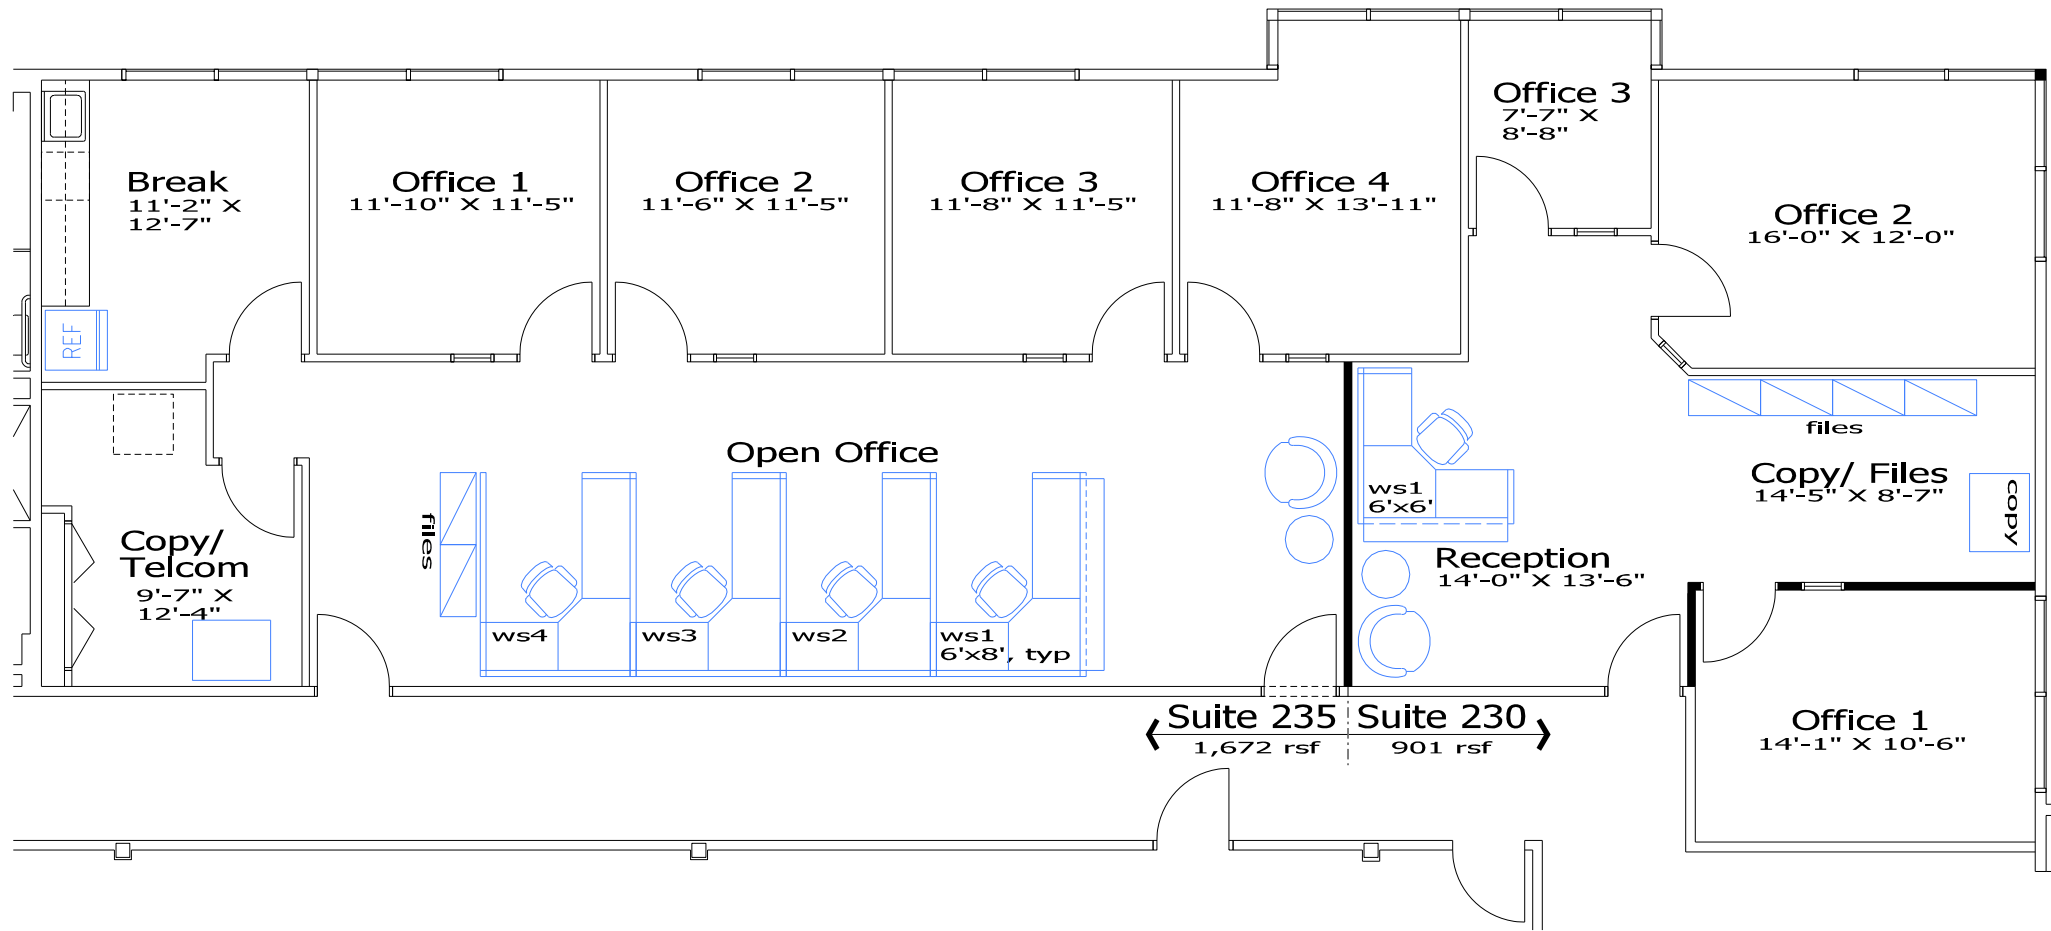 Break
11'-2" X
12'-7"
Office 1
11'-10" X 11'-5"
Office 2
11'-6" X 11'-5"
Office 3
11'-8" X 11'-5"
Office 4
11'-8" X 13'-11"
Office 3
7'-7" X
8'-8"
Office 2
16'-0" X 12'-0"
REF
Open Office
files
Copy/
Telcom
9'-7" X
12'-4"
ws4
ws3
ws2
ws1
6'x8', typ
ws1
6'x6'
Reception
14'-0" X 13'-6"
files
Copy/ Files
14'-5" X 8'-7"
copy
Suite 235
1,672 rsf
Suite 230
901 rsf
Office 1
14'-1" X 10'-6"